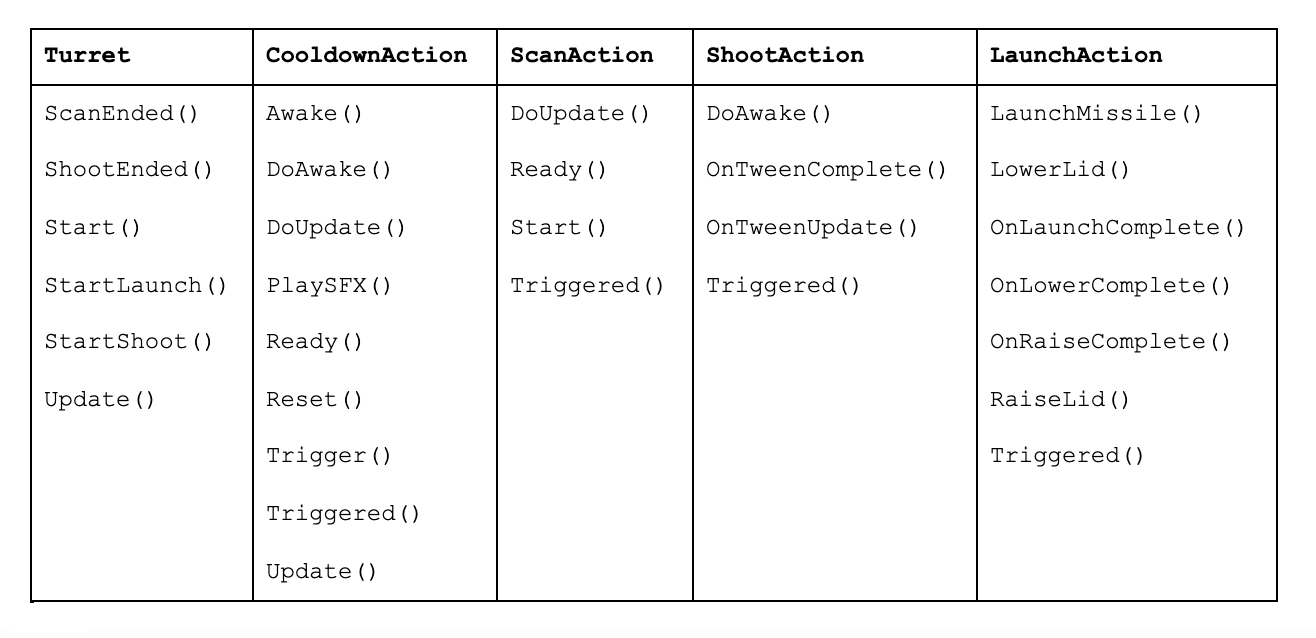 Turret CooldownAction ScanAction ShootAction LaunchAction
ScanEnded() Awake() DoUpdate() DoAwake() LaunchMissile()
ShootEnded() DoAwake() Ready() OnTweenComplete() LowerLid()
Start() DoUpdate() Start() OnTweenUpdate() OnLaunchComplete()
StartLaunch() PlaySFX() Triggered() Triggered() OnLowerComplete()
StartShoot() Ready() OnRaiseComplete()
Update() Reset() RaiseLid()
Trigger() Triggered()
Triggered()
Update()